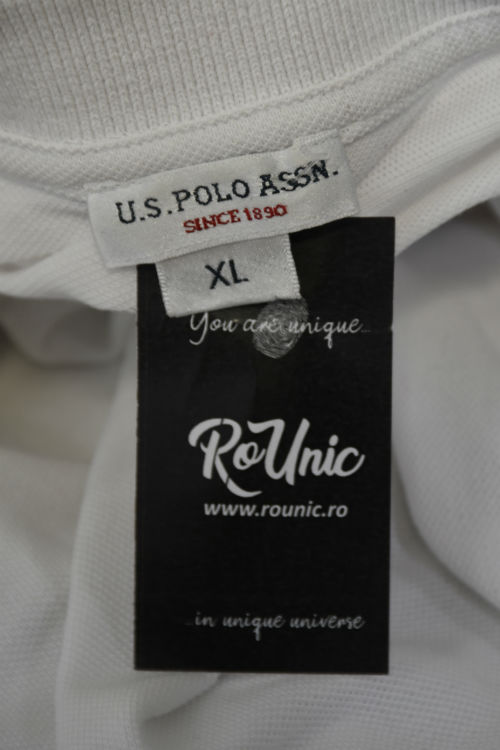 U.S. POLO ASSN.
SINCE 1890
XL
You are unique...
RoUnic
www.rounic.ro
...in unique universe